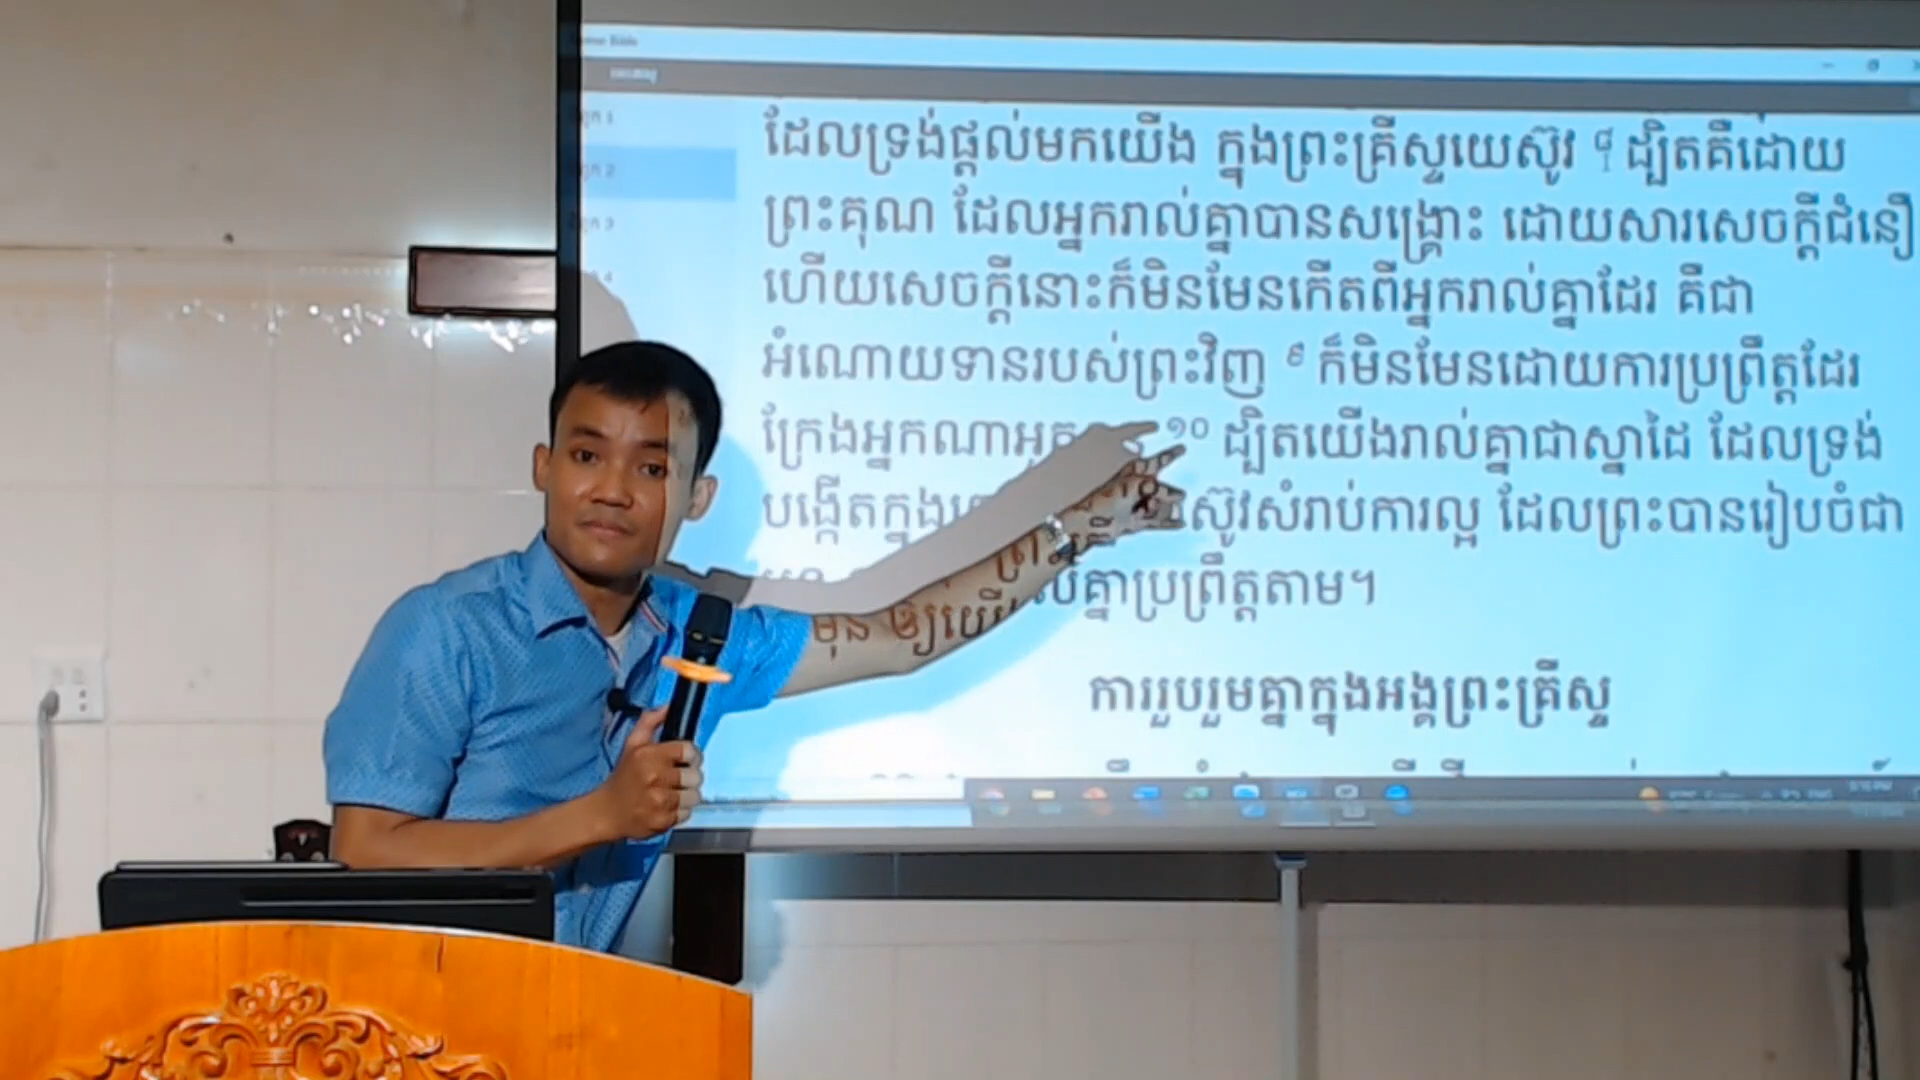 ដែលទ្រង់ផ្តល់មកយើង ក្នុងព្រះគ្រីស្ទយេស៊ូវ ៨ ដ្បិតគឺដោយ
ព្រះគុណ ដែលអ្នករាល់គ្នាបានសង្គ្រោះ ដោយសារសេចក្ដីជំនឿ
ហើយសេចក្ដីនោះក៏មិនមែនកើតពីអ្នករាល់គ្នាដែរ គឺជា
អំណោយទានរបស់ព្រះវិញ ៩ ក៏មិនមែនដោយការប្រព្រឹត្តដែរ
ក្រែងអ្នកណាអួត ១០ ដ្បិតយើងរាល់គ្នាជាស្នាដៃ ដែលទ្រង់
បង្កើតក្នុង ស៊ូវសំរាប់ការល្អ ដែលព្រះបានរៀបចំជា
មុន ឲ្យយើ ល់គ្នាប្រព្រឹត្តតាម។
ការរួបរួមគ្នាក្នុងអង្គព្រះគ្រីស្ទ